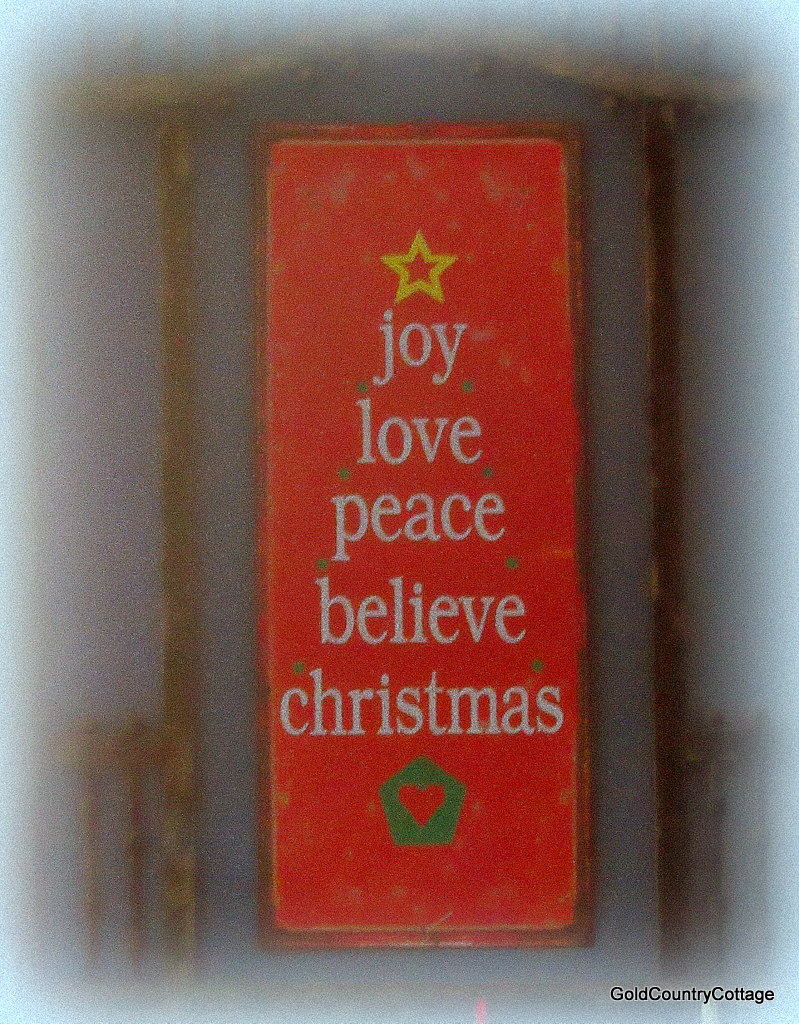 joy
love
peace
believe
christmas
GoldCountryCottage